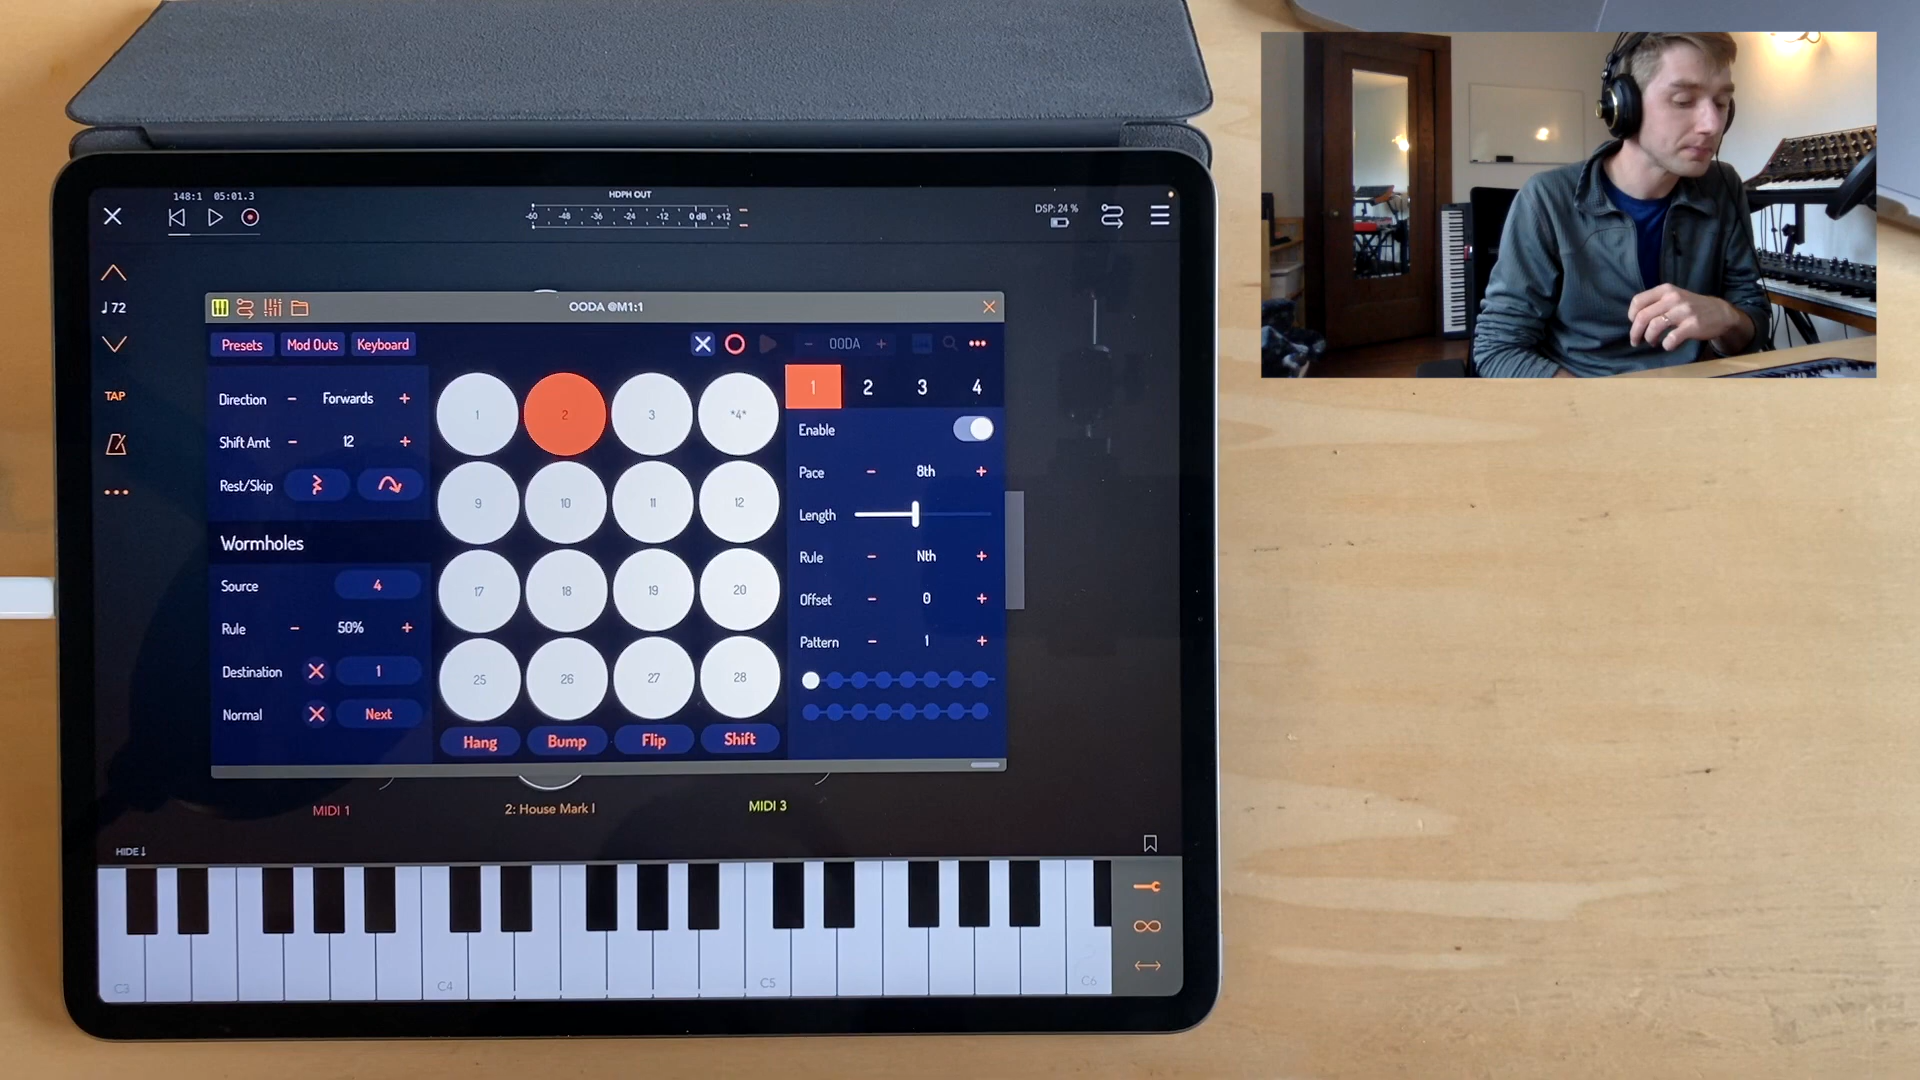 148:1 05:01.3
HDPH OUT
-60 -48 -36 -24 -12 0 dB +12
DSP: 24 %
♩72
TAP
OODA @M1:1
Presets Mod Outs Keyboard
- OODA +
Direction - Forwards +
Shift Amt - 12 +
Rest/Skip
Wormholes
Source 4
Rule - 50% +
Destination X 1
Normal X Next
1 2 3 *4*
9 10 11 12
17 18 19 20
25 26 27 28
Hang Bump Flip Shift
1 2 3 4
Enable
Pace - 8th +
Length
Rule - Nth +
Offset - 0 +
Pattern - 1 +
MIDI 1
2: House Mark I
MIDI 3
HIDE↓
C3 C4 C5 C6